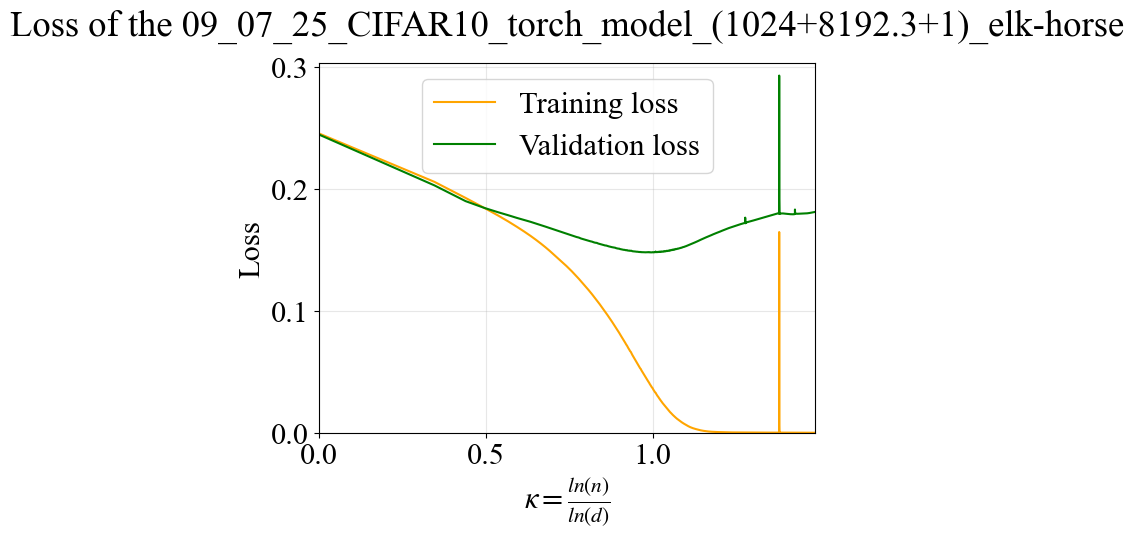 Loss of the 09_07_25_CIFAR10_torch_model_(1024+8192.3+1)_elk-horse
0.3
Training loss
Validation loss
0.2
Loss
0.1
0.0
0.0 0.5 1.0
κ = ln(n) / ln(d)